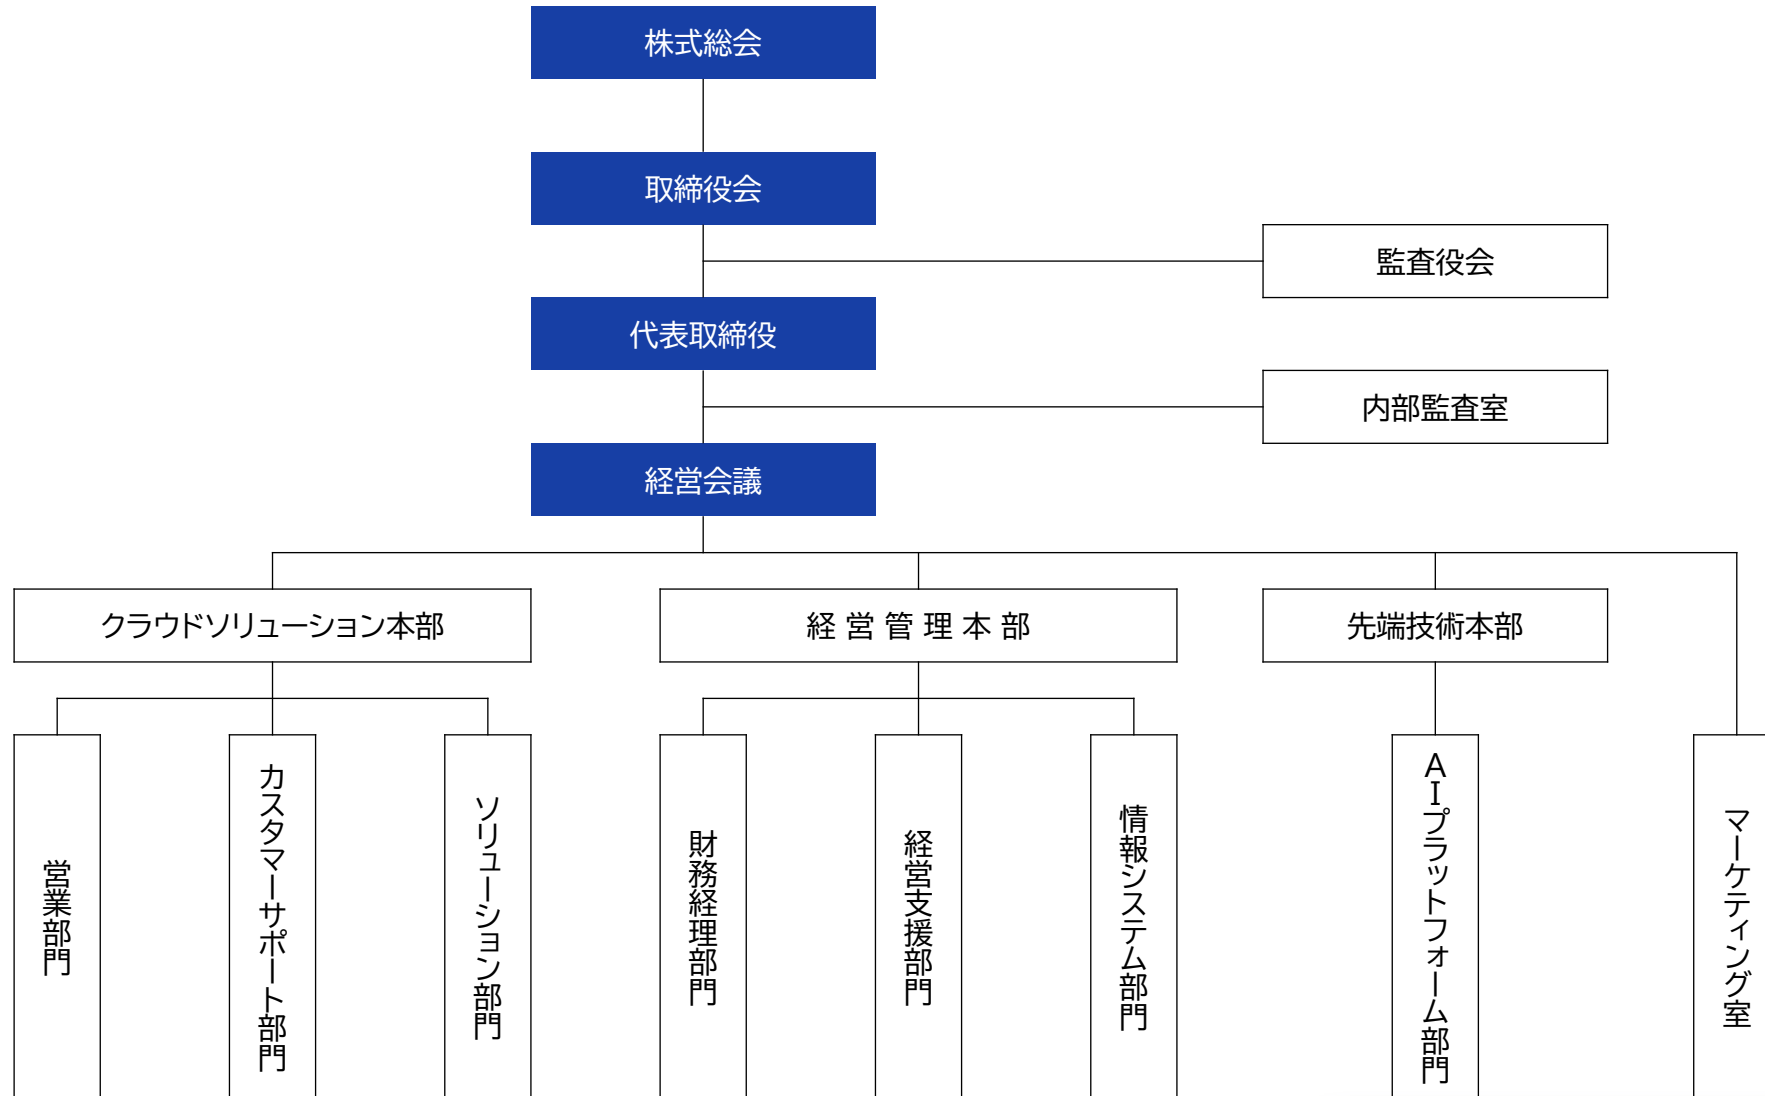 株式総会
取締役会
監査役会
代表取締役
内部監査室
経営会議
クラウドソリューション本部
経営管理本部
先端技術本部
営業部門
カスタマーサポート部門
ソリューション部門
財務経理部門
経営支援部門
情報システム部門
AIプラットフォーム部門
マーケティング室